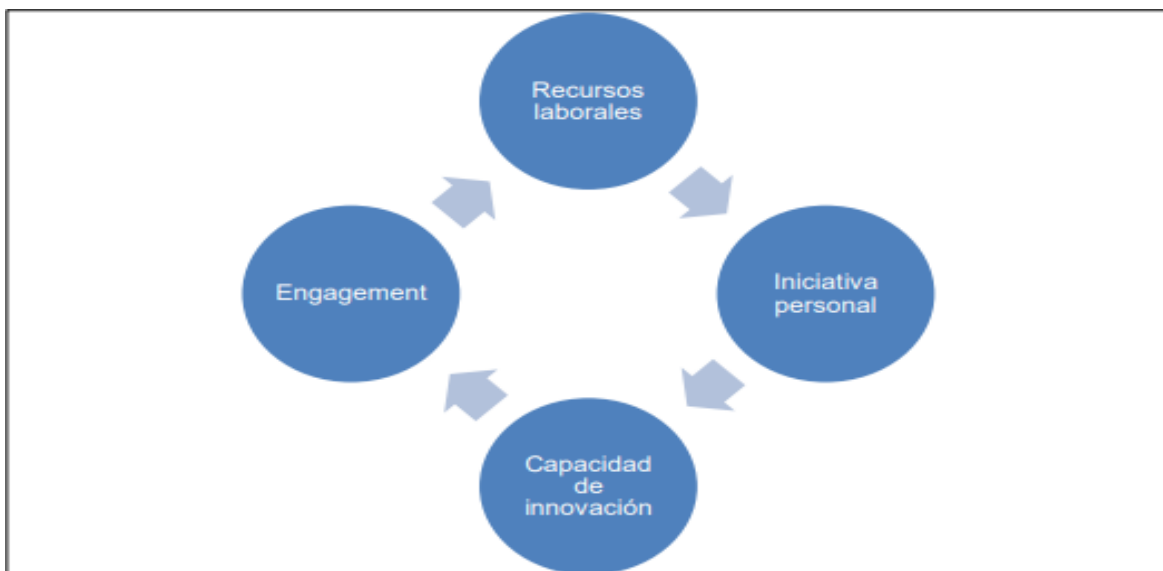 Recursos
laborales
Engagement
Iniciativa
personal
Capacidad
de
innovación